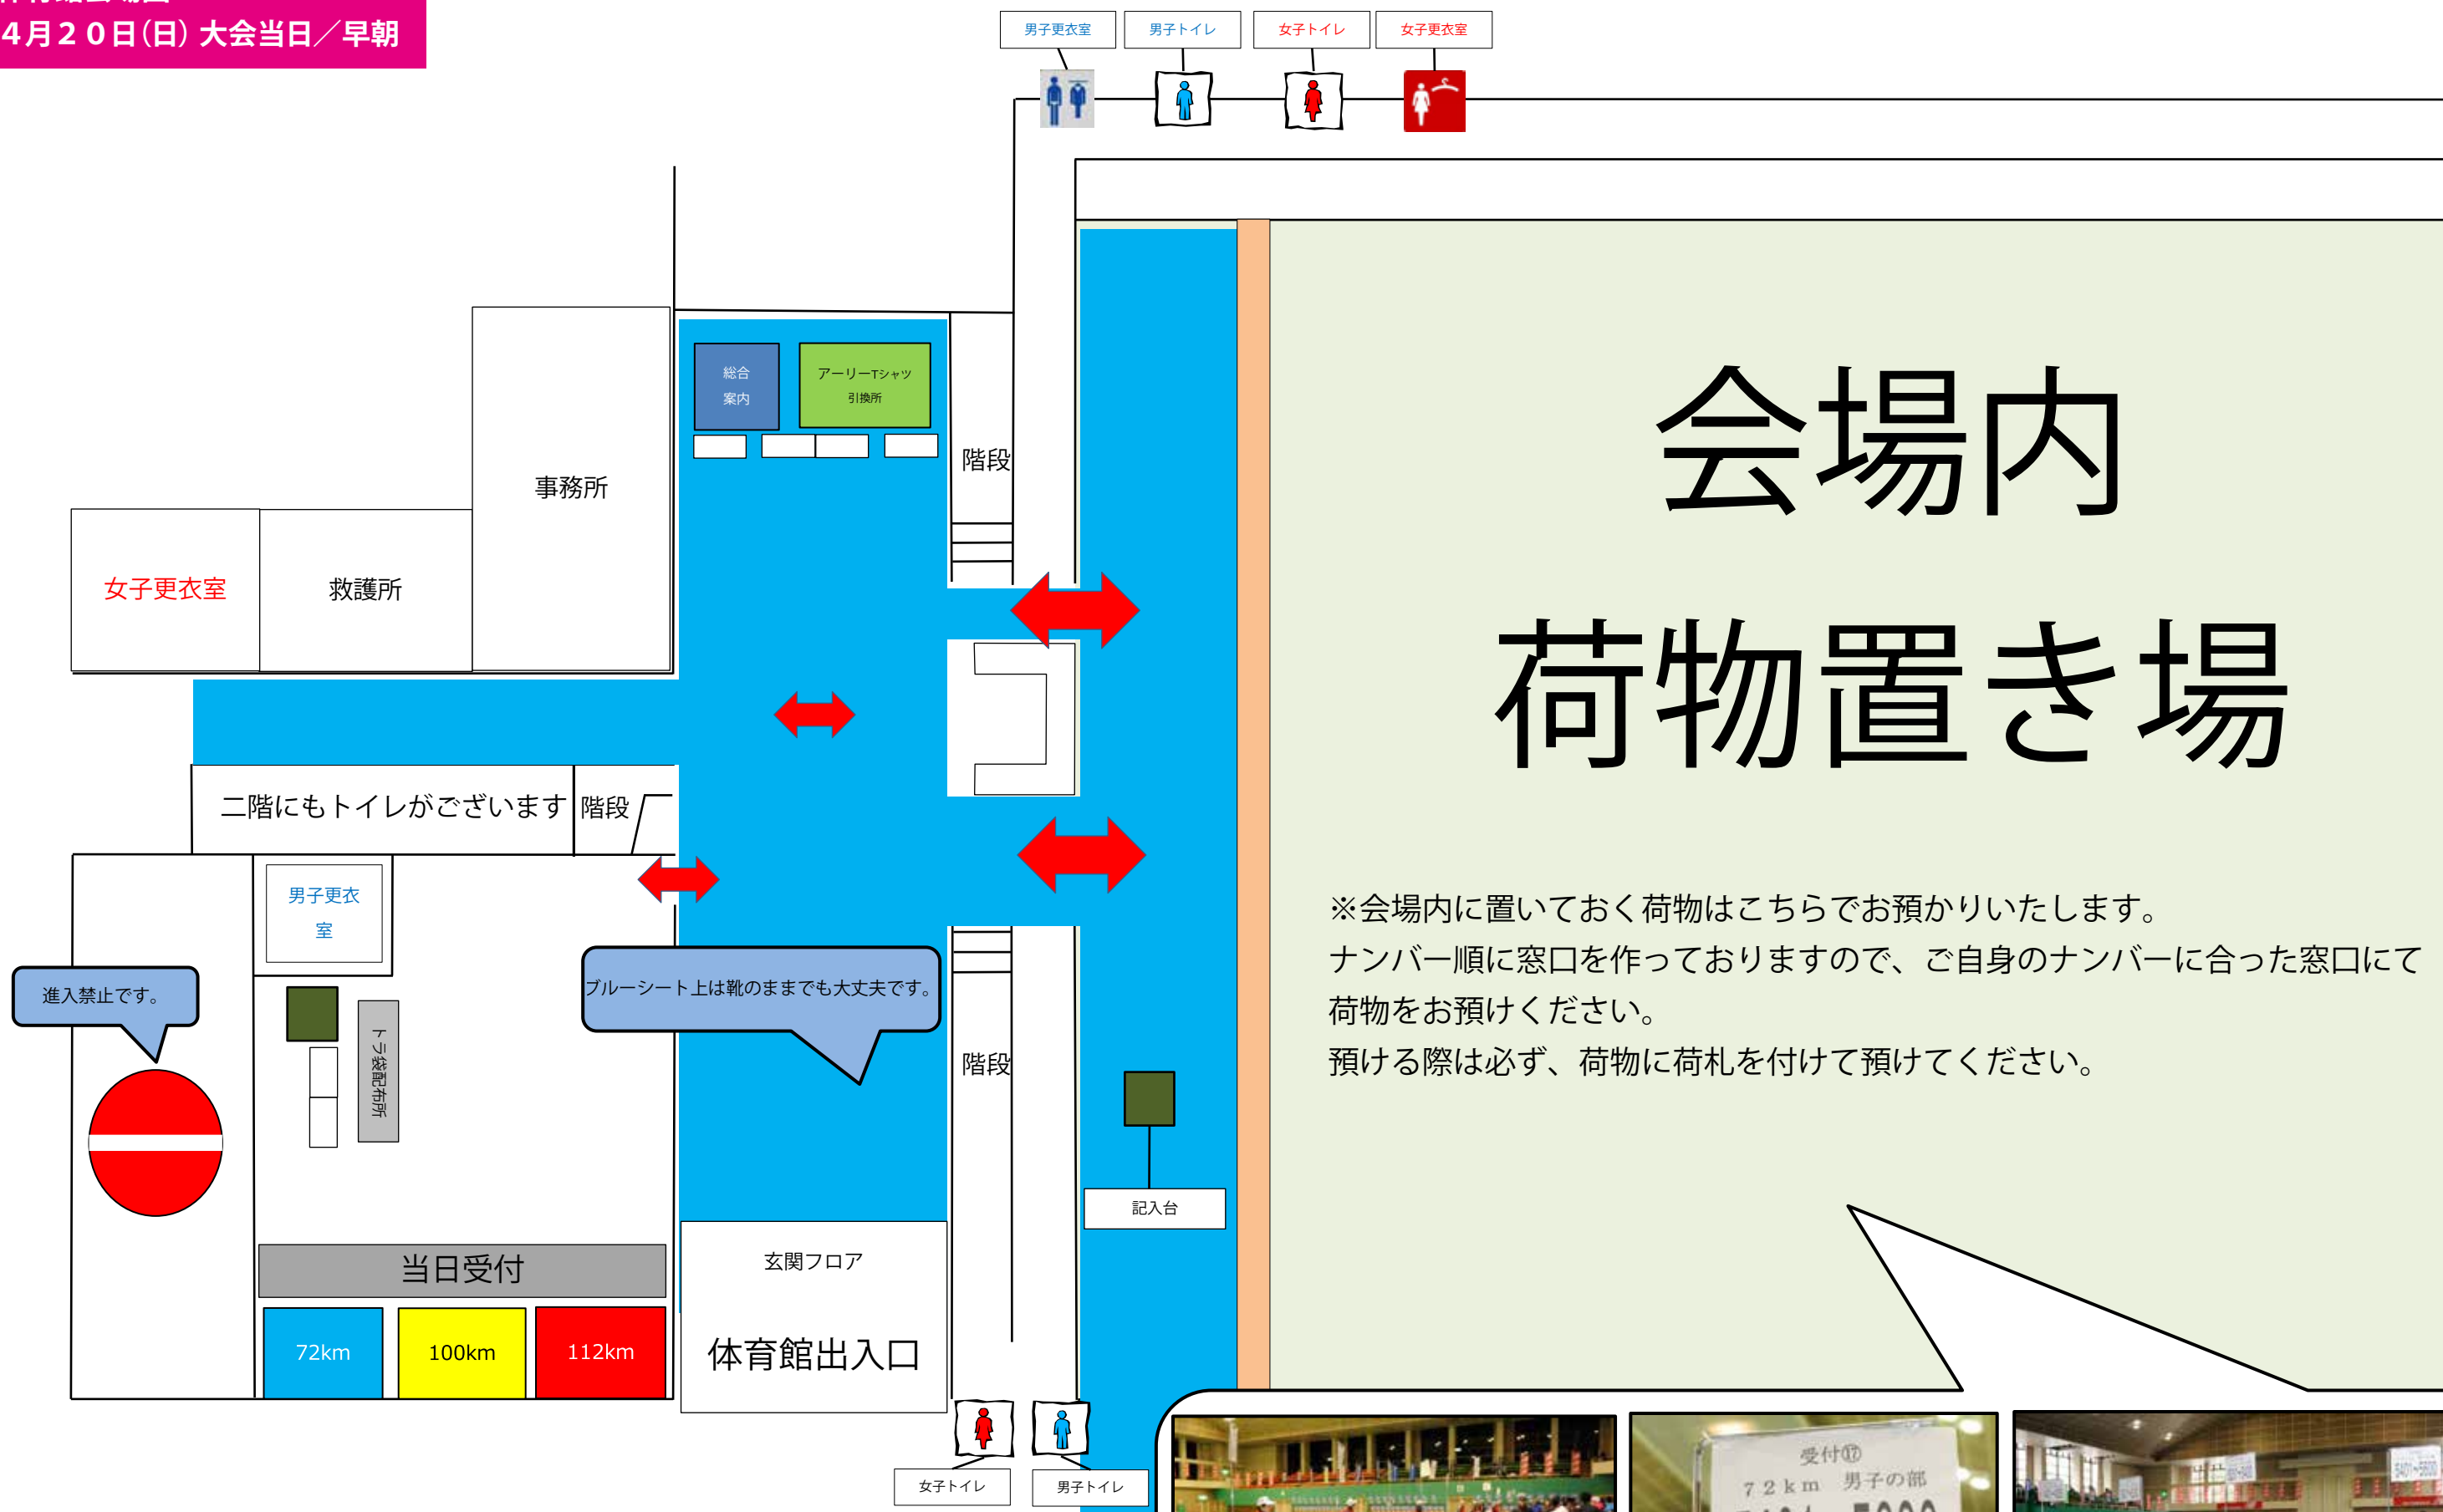 4月20日(日) 大会当日／早朝
男子更衣室
男子トイレ
女子トイレ
女子更衣室
総合
案内
アーリーTシャツ
引換所
階段
事務所
女子更衣室
救護所
会場内
荷物置き場
二階にもトイレがございます
階段
男子更衣
室
進入禁止です。
ブルーシート上は靴のままでも大丈夫です。
トラ袋配布所
階段
※会場内に置いておく荷物はこちらでお預かりいたします。
ナンバー順に窓口を作っておりますので、ご自身のナンバーに合った窓口にて
荷物をお預けください。
預ける際は必ず、荷物に荷札を付けて預けてください。
記入台
当日受付
玄関フロア
72km
100km
112km
体育館出入口
女子トイレ
男子トイレ
受付⑰
72km 男子の部